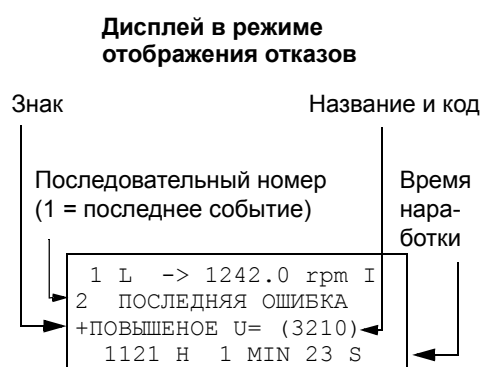 Дисплей в режиме
отображения отказов
Знак
Название и код
Последовательный номер
(1 = последнее событие)
Время
нара-
ботки
1 L -> 1242.0 rpm I
2 ПОСЛЕДНЯЯ ОШИБКА
+ПОВЫШЕНОЕ U= (3210)
1121 H 1 MIN 23 S